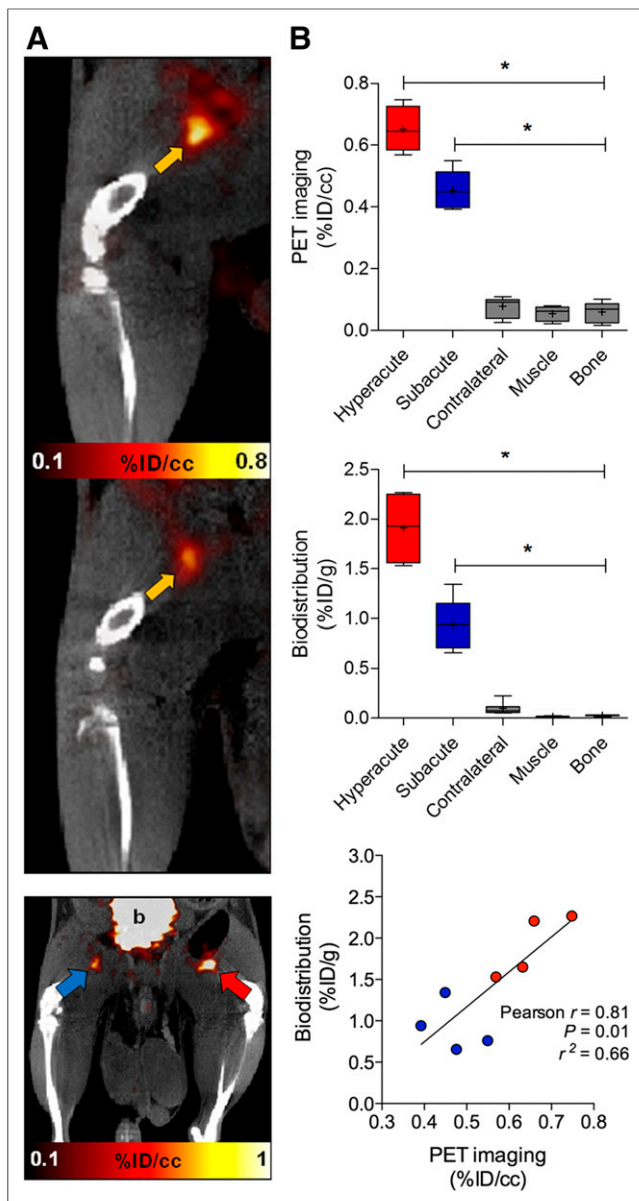 A
0.1 %ID/cc 0.8
b
0.1 %ID/cc 1
B
PET imaging
(%ID/cc)
0.8
0.6
0.4
0.2
0.0
*
*
+
+
+
+
+
Hyperacute
Subacute
Contralateral
Muscle
Bone
Biodistribution
(%ID/g)
2.5
2.0
1.5
1.0
0.5
0.0
*
*
+
+
+
+
+
Hyperacute
Subacute
Contralateral
Muscle
Bone
Biodistribution
(%ID/g)
3.0
2.5
2.0
1.5
1.0
0.5
0.0
Pearson r = 0.81
P = 0.01
r² = 0.66
0.3 0.4 0.5 0.6 0.7 0.8
PET imaging
(%ID/cc)